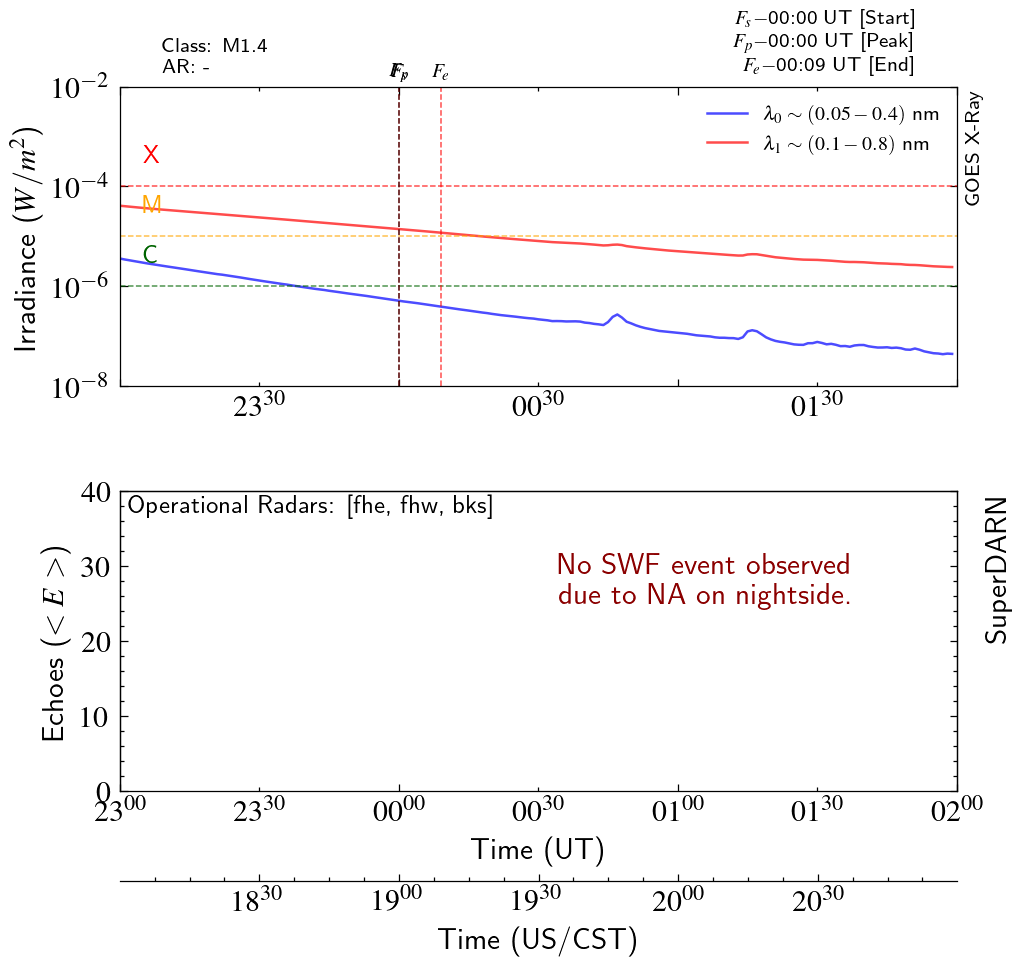 F_s−00:00 UT [Start]
Class: M1.4
F_p−00:00 UT [Peak]
AR: -
F_e−00:09 UT [End]
F_p F_e
10^−2
10^−4
10^−6
10^−8
Irradiance (W/m^2)
X
M
C
λ_0 ∼ (0.05 − 0.4) nm
λ_1 ∼ (0.1 − 0.8) nm
GOES X-Ray
23^30 00^30 01^30
40
30
20
10
0
Echoes (< E >)
Operational Radars: [fhe, fhw, bks]
No SWF event observed
due to NA on nightside.
SuperDARN
23^00 23^30 00^00 00^30 01^00 01^30 02^00
Time (UT)
18^30 19^00 19^30 20^00 20^30
Time (US/CST)